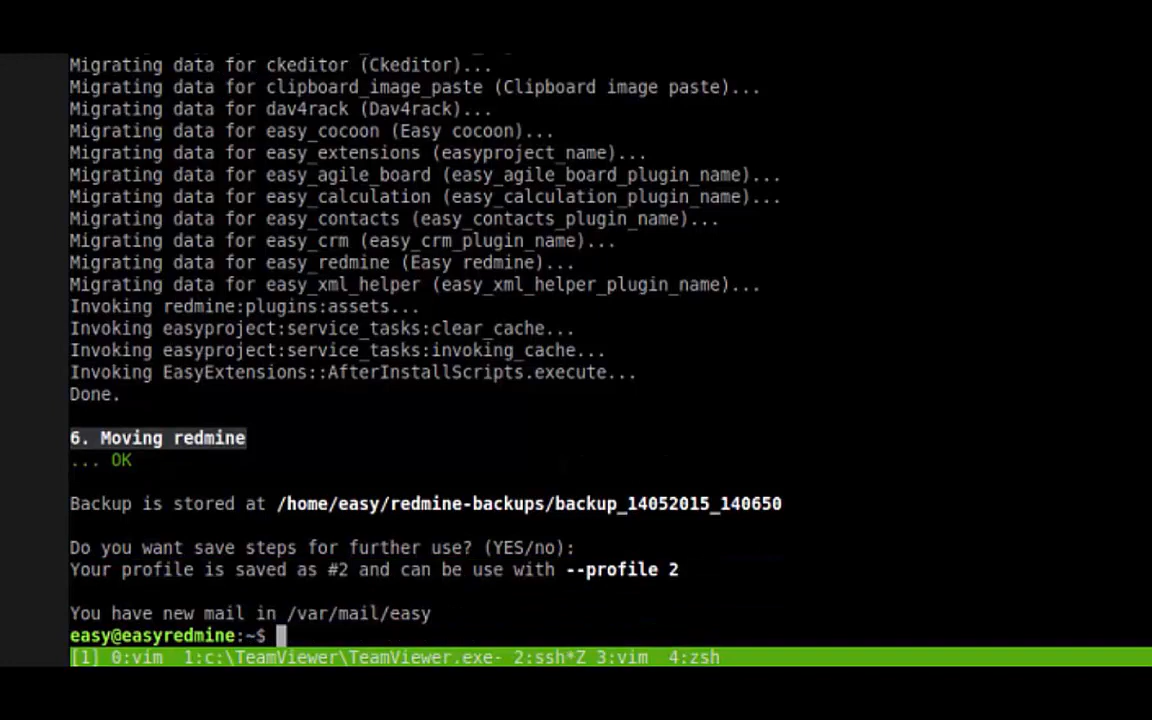 Migrating data for ckeditor (Ckeditor)...
Migrating data for clipboard_image_paste (Clipboard image paste)...
Migrating data for dav4rack (Dav4rack)...
Migrating data for easy_cocoon (Easy cocoon)...
Migrating data for easy_extensions (easyproject_name)...
Migrating data for easy_agile_board (easy_agile_board_plugin_name)...
Migrating data for easy_calculation (easy_calculation_plugin_name)...
Migrating data for easy_contacts (easy_contacts_plugin_name)...
Migrating data for easy_crm (easy_crm_plugin_name)...
Migrating data for easy_redmine (Easy redmine)...
Migrating data for easy_xml_helper (easy_xml_helper_plugin_name)...
Invoking redmine:plugins:assets...
Invoking easyproject:service_tasks:clear_cache...
Invoking easyproject:service_tasks:invoking_cache...
Invoking EasyExtensions::AfterInstallScripts.execute...
Done.
6. Moving redmine
... OK
Backup is stored at /home/easy/redmine-backups/backup_14052015_140650
Do you want save steps for further use? (YES/no):
Your profile is saved as #2 and can be use with --profile 2
You have new mail in /var/mail/easy
easy@easyredmine:~$
[1] 0:vim  1:c:\TeamViewer\TeamViewer.exe- 2:ssh*Z 3:vim  4:zsh